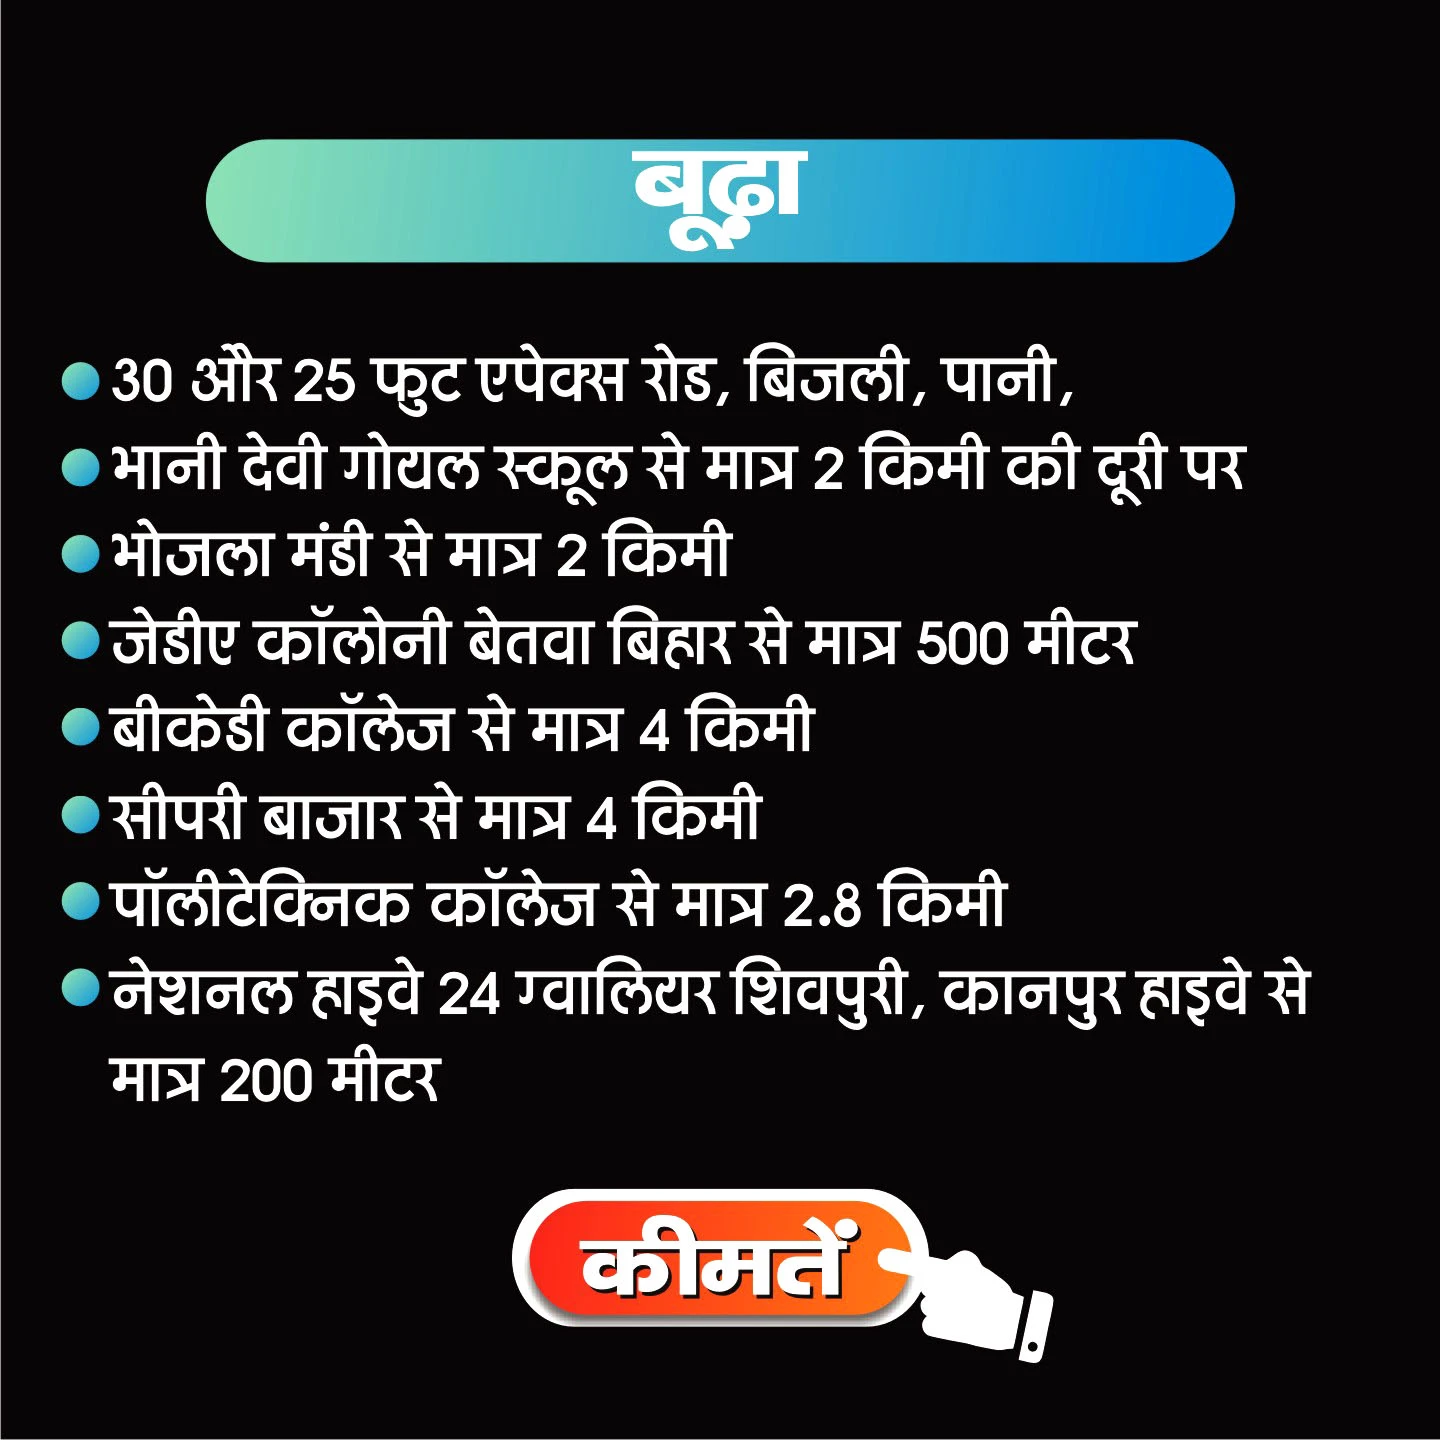 बूढ़ा
30 और 25 फुट एपेक्स रोड, बिजली, पानी,
भानी देवी गोयल स्कूल से मात्र 2 किमी की दूरी पर
भोजला मंडी से मात्र 2 किमी
जेडीए कॉलोनी बेतवा बिहार से मात्र 500 मीटर
बीकेडी कॉलेज से मात्र 4 किमी
सीपरी बाजार से मात्र 4 किमी
पॉलीटेक्निक कॉलेज से मात्र 2.8 किमी
नेशनल हाइवे 24 ग्वालियर शिवपुरी, कानपुर हाइवे से
मात्र 200 मीटर
कीमतें